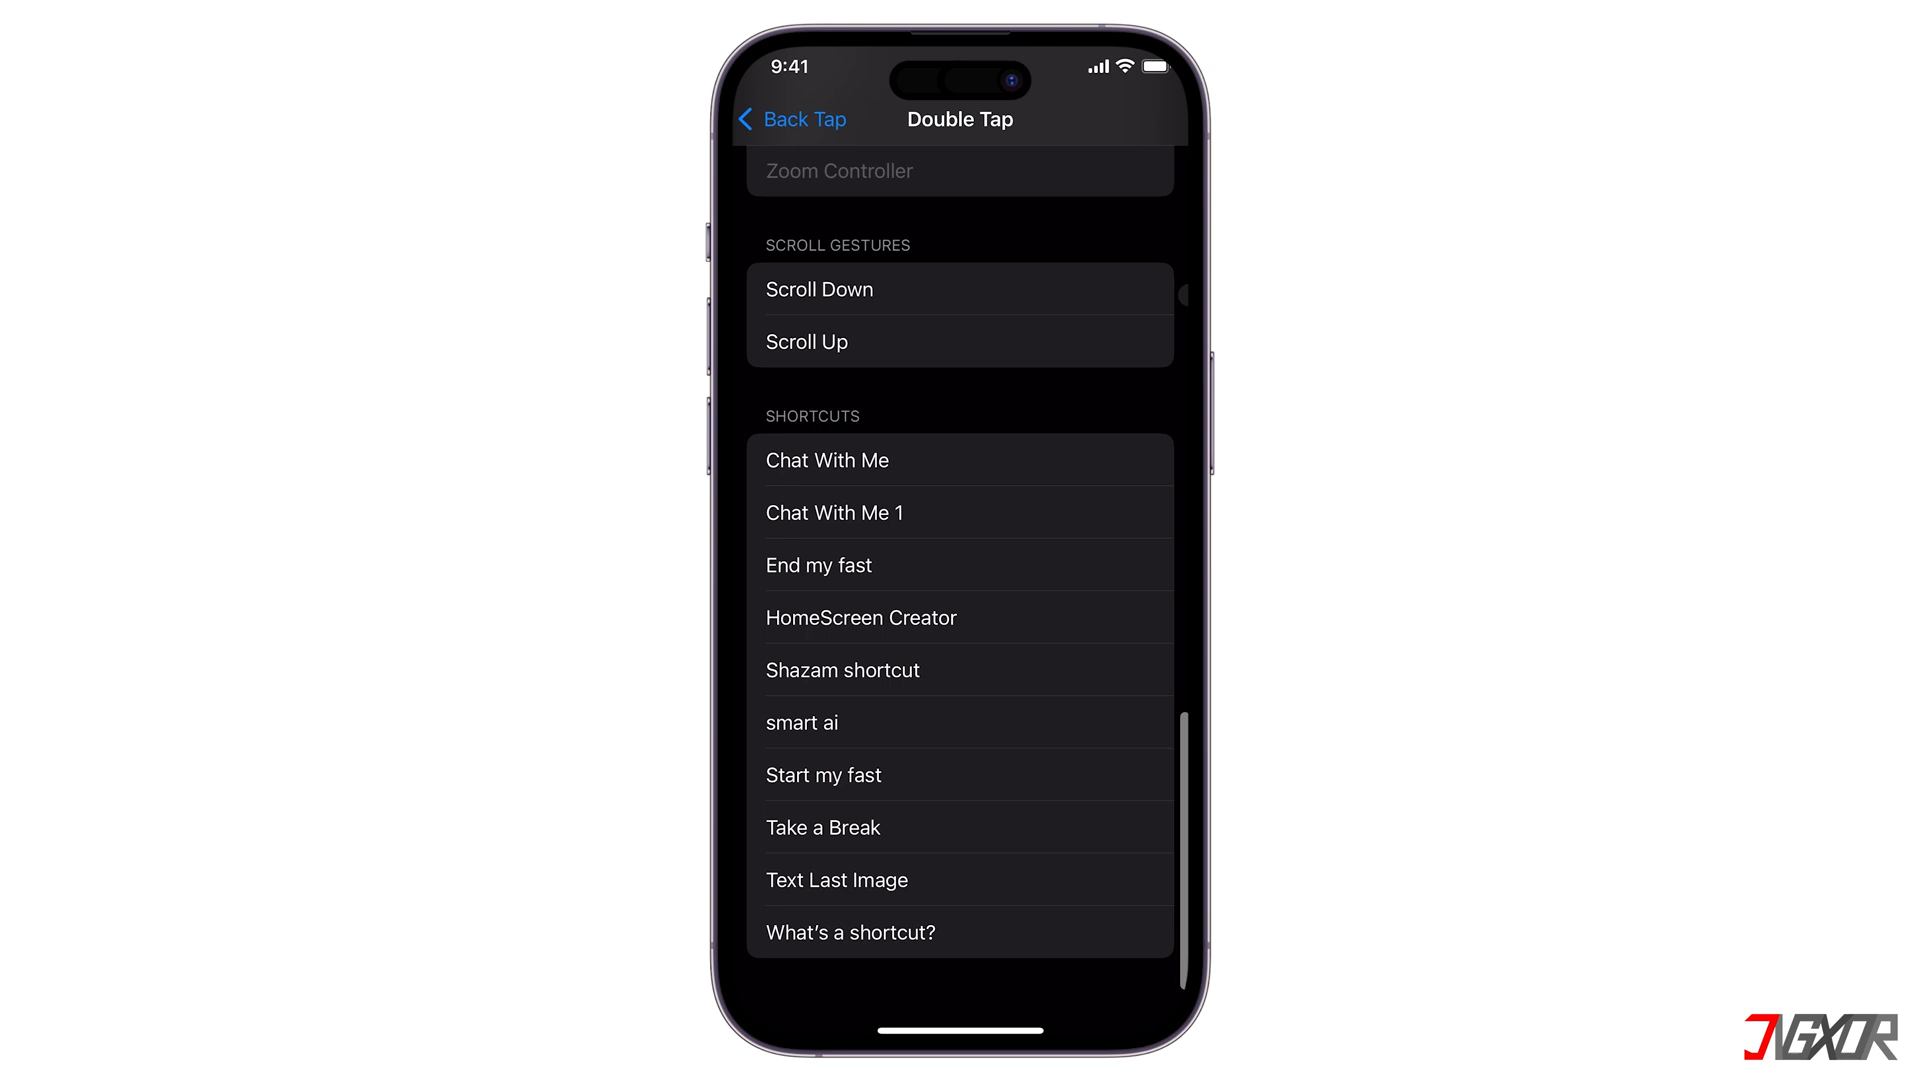 9:41
Back Tap
Double Tap
Zoom Controller
SCROLL GESTURES
Scroll Down
Scroll Up
SHORTCUTS
Chat With Me
Chat With Me 1
End my fast
HomeScreen Creator
Shazam shortcut
smart ai
Start my fast
Take a Break
Text Last Image
What’s a shortcut?
JVGXOR